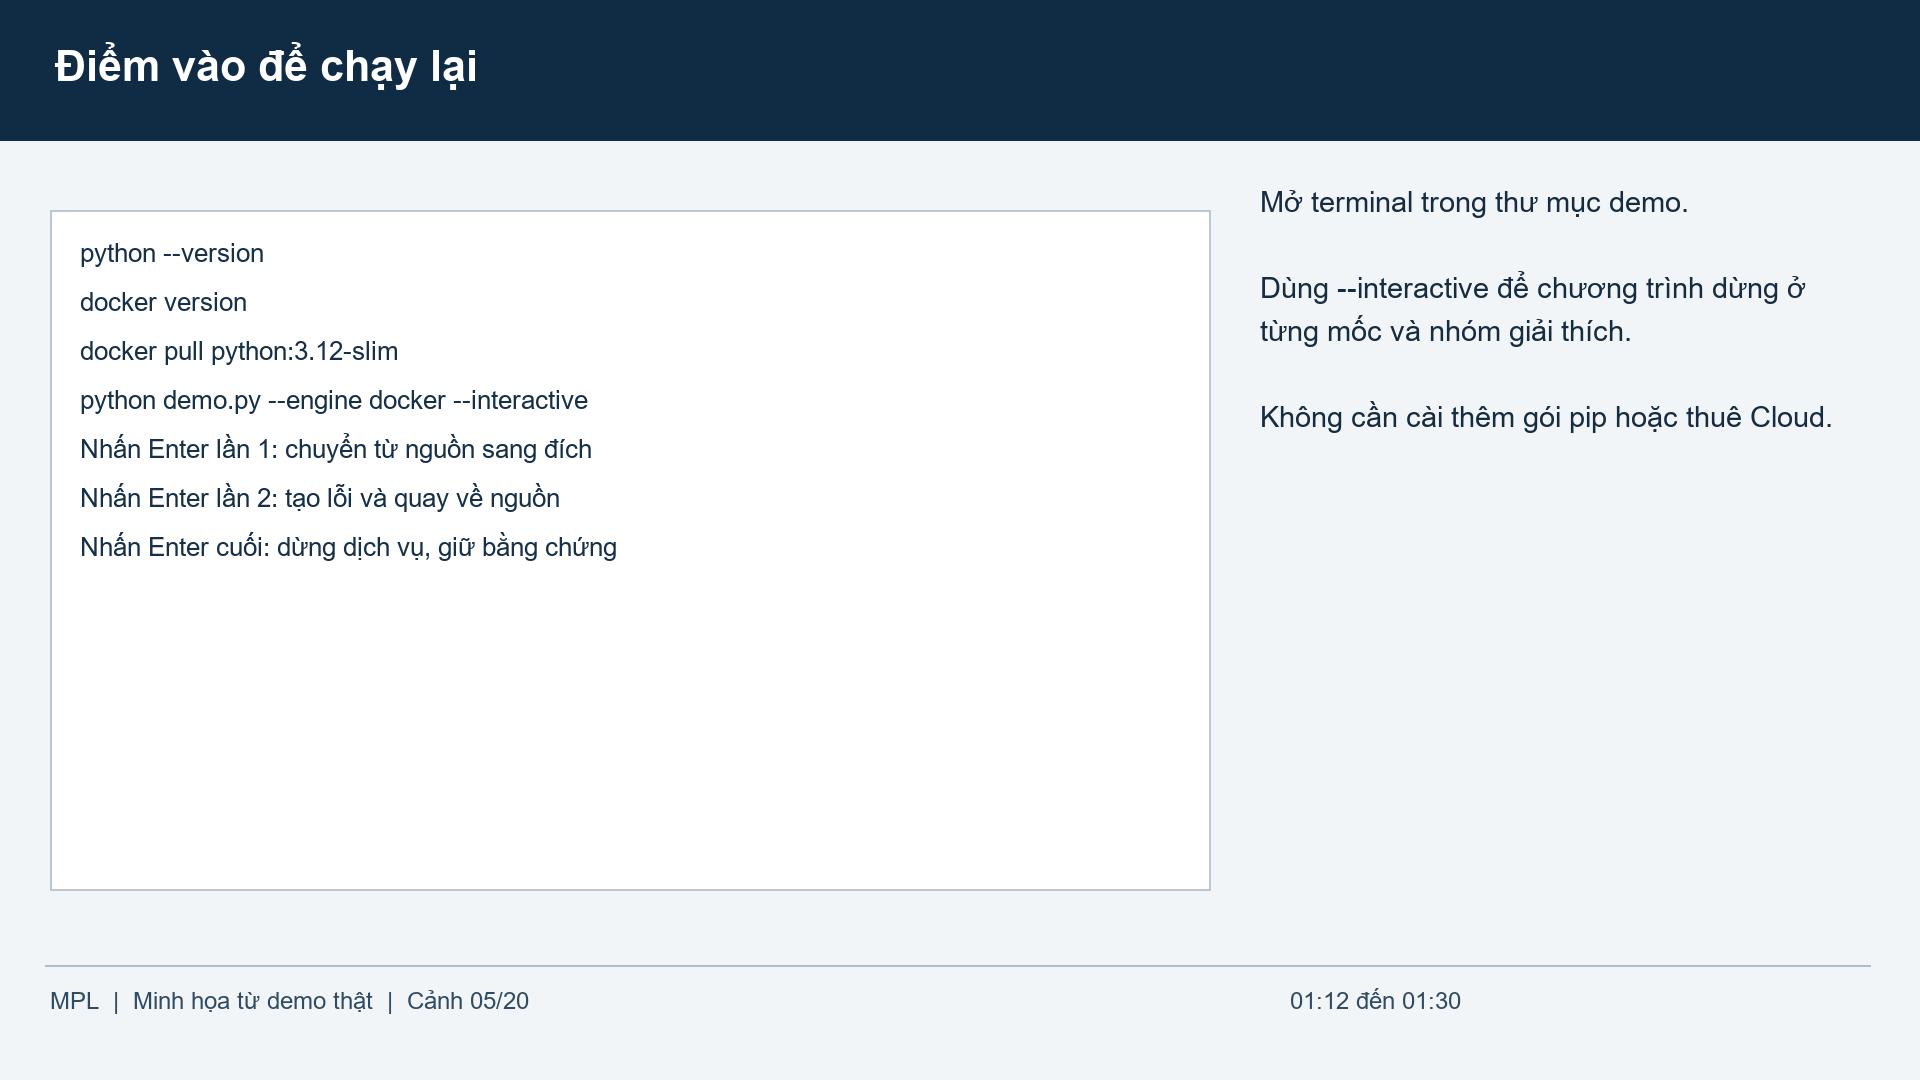 Điểm vào để chạy lại
python --version
docker version
docker pull python:3.12-slim
python demo.py --engine docker --interactive
Nhấn Enter lần 1: chuyển từ nguồn sang đích
Nhấn Enter lần 2: tạo lỗi và quay về nguồn
Nhấn Enter cuối: dừng dịch vụ, giữ bằng chứng
Mở terminal trong thư mục demo.
Dùng --interactive để chương trình dừng ở
từng mốc và nhóm giải thích.
Không cần cài thêm gói pip hoặc thuê Cloud.
MPL | Minh họa từ demo thật | Cảnh 05/20
01:12 đến 01:30